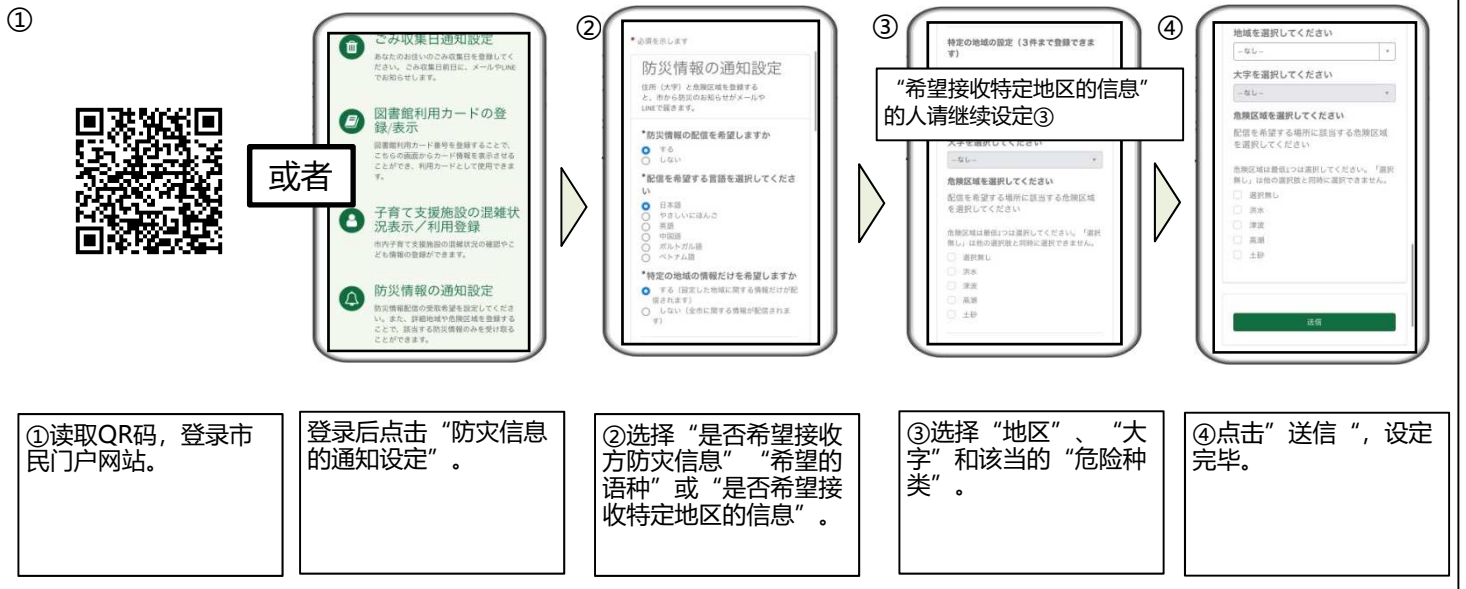 ①
或者
ごみ収集日通知設定
あなたのお住いのごみ収集日を登録してく
ださい。ごみ収集日前日に、メールやLINE
でお知らせします。
図書館利用カードの登
録/表示
図書館利用カード番号を登録することで、
こちらの画面からカード情報を表示させる
ことができ、利用カードとして使用できま
す。
子育て支援施設の混雑状
況表示／利用登録
市内子育て支援施設の混雑状況の確認やこ
ども情報の登録ができます。
防災情報の通知設定
防災情報配信の受取希望を設定してくださ
い。また、詳細地域や危険区域を登録する
ことで、該当する防災情報のみを受け取る
ことができます。
②
*必須を示します
防災情報の通知設定
住所（大字）と危険区域を登録する
と、市から防災のお知らせがメールや
LINEで届きます。
*防災情報の配信を希望しますか
する
しない
*配信を希望する言語を選択してくださ
い
日本語
やさしいにほんご
英語
中国語
ポルトガル語
ベトナム語
*特定の地域の情報だけを希望しますか
する（設定した地域に関する情報だけが配
信されます）
しない（全市に関する情報が配信されま
す）
③
特定の地域の設定（3件まで登録できま
す）
“希望接收特定地区的信息”
的人请继续设定③
大字を選択してください
--なし--
危険区域を選択してください
配信を希望する場所に該当する危険区域
を選択してください
危険区域は最低1つは選択してください。「選択
無し」は他の選択肢と同時に選択できません。
選択無し
洪水
津波
高潮
土砂
④
地域を選択してください
--なし--
大字を選択してください
--なし--
危険区域を選択してください
配信を希望する場所に該当する危険区域
を選択してください
危険区域は最低1つは選択してください。「選択
無し」は他の選択肢と同時に選択できません。
選択無し
洪水
津波
高潮
土砂
送信
①读取QR码，登录市
民门户网站。
登录后点击“防灾信息
的通知设定”。
②选择“是否希望接收
方防灾信息”“希望的
语种”或“是否希望接
收特定地区的信息”。
③选择“地区”、“大
字”和该当的“危险种
类”。
④点击”送信“，设定
完毕。